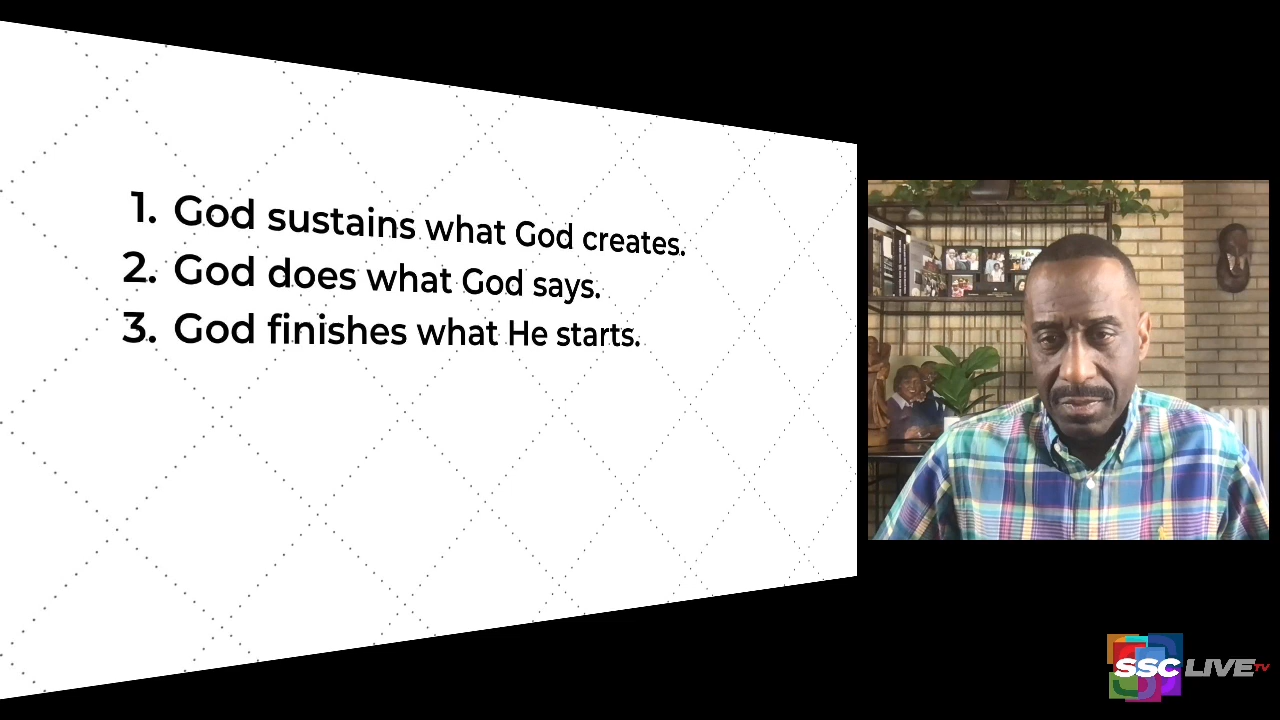 1. God sustains what God creates.
2. God does what God says.
3. God finishes what He starts.
SSC LIVE TV